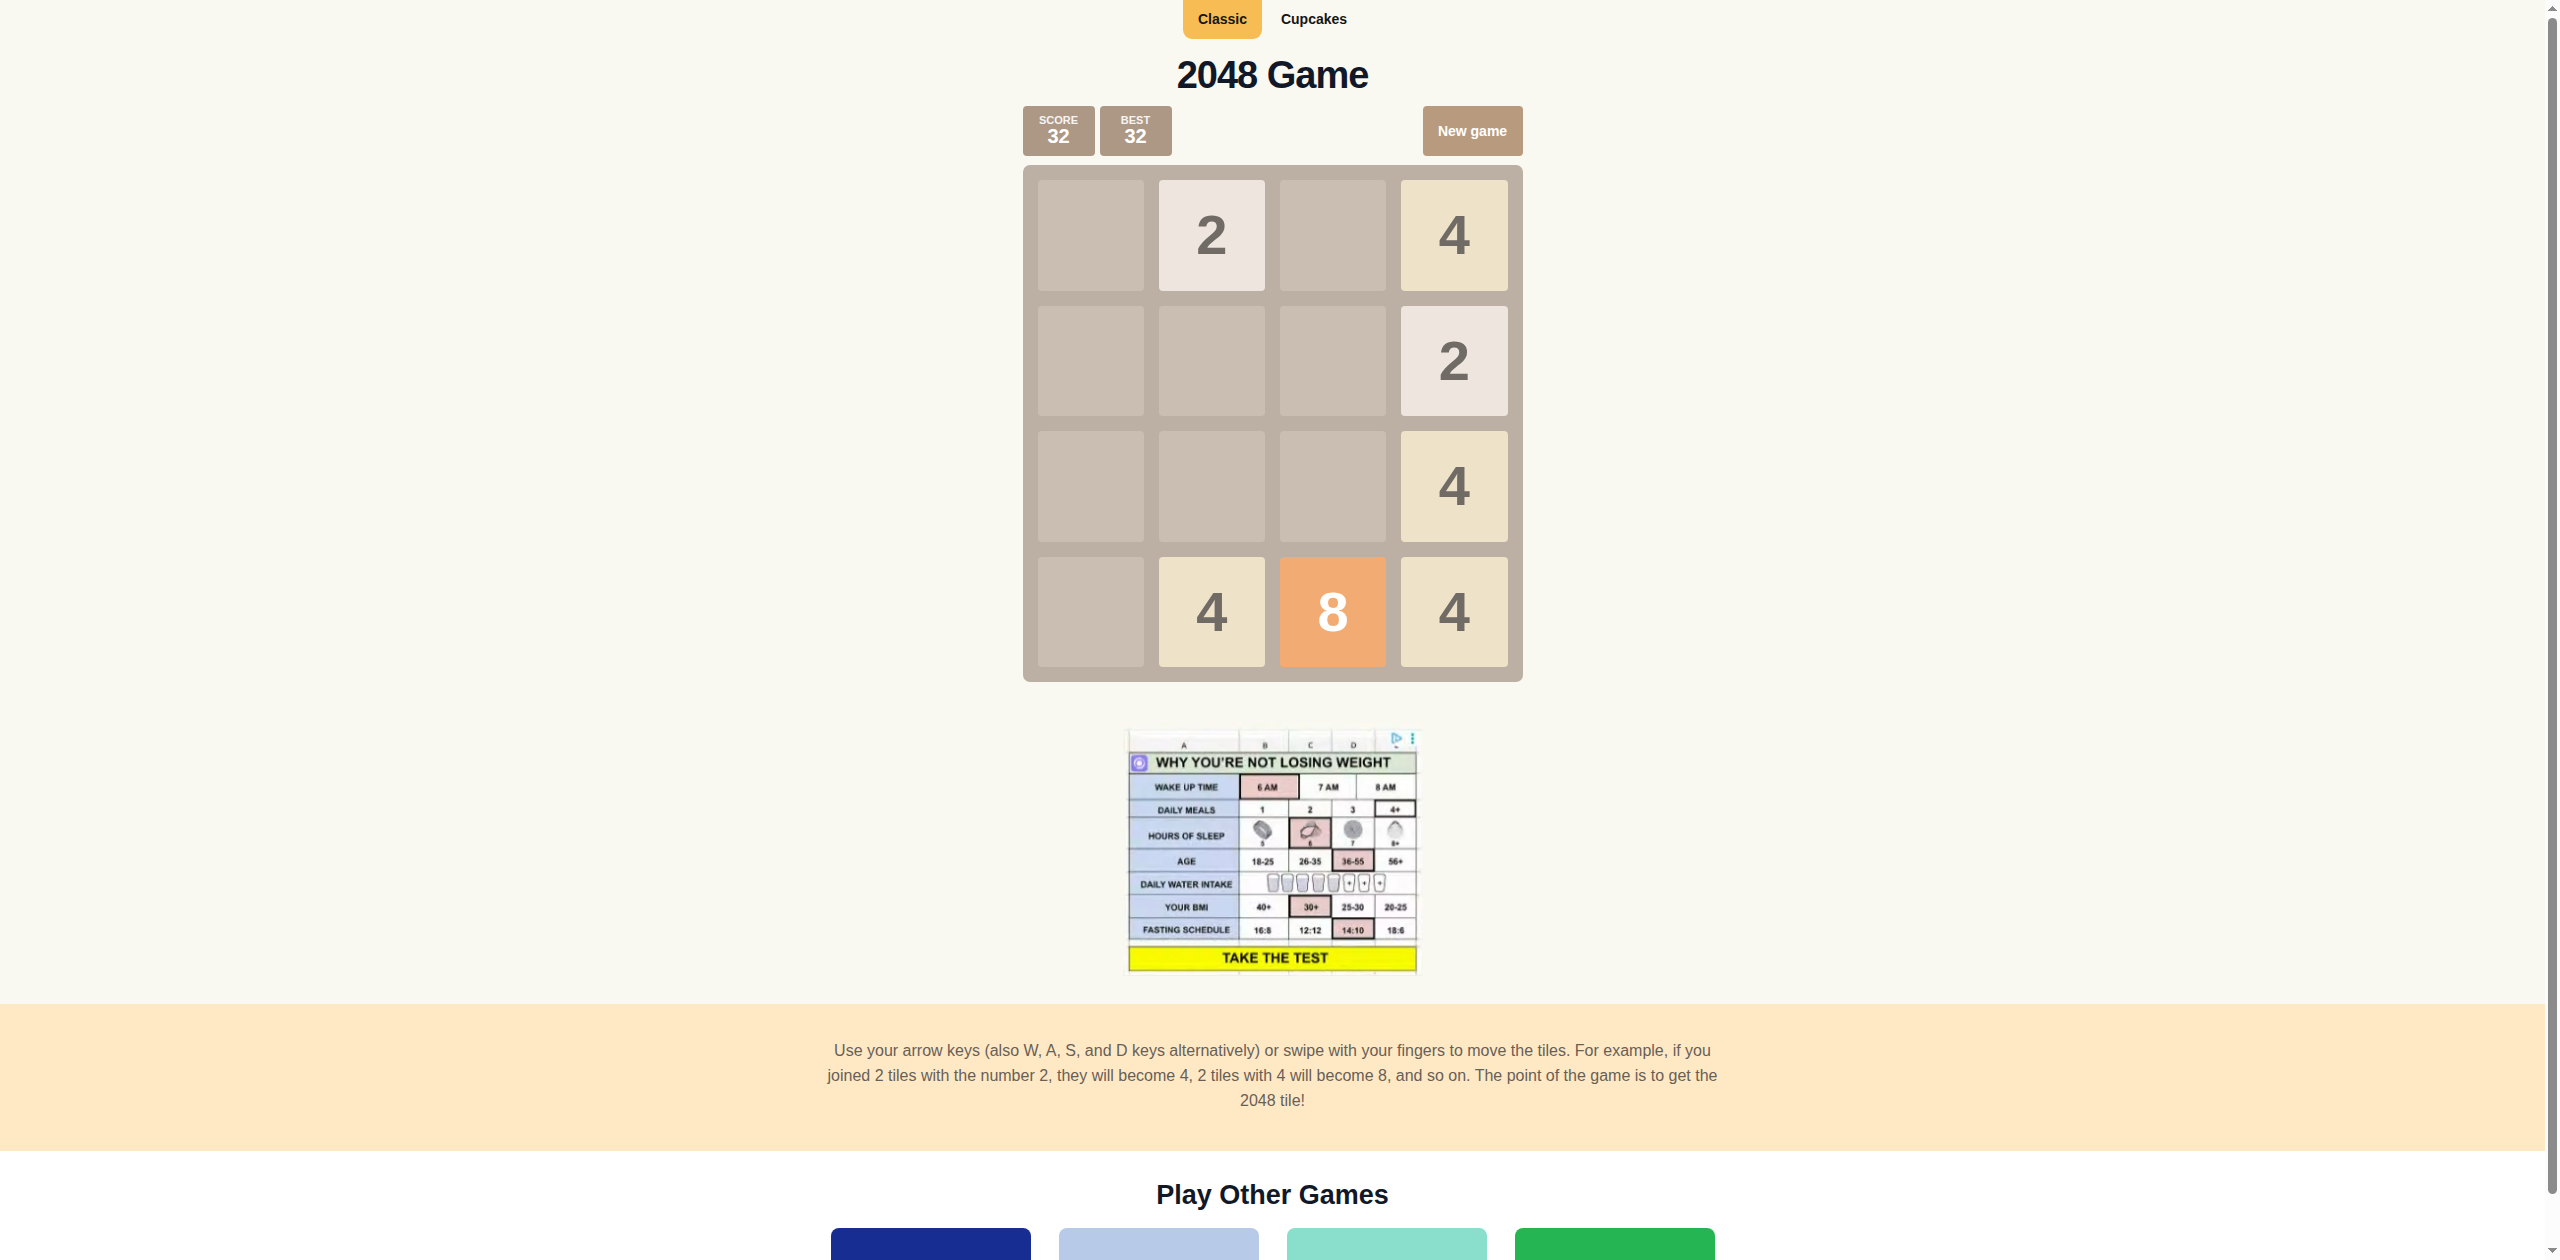 Classic Cupcakes
2048 Game
SCORE BEST
32 32
New game
2 4
2
4
4 8 4
A B C D
WHY YOU'RE NOT LOSING WEIGHT
WAKE UP TIME 6 AM 7 AM 8 AM
DAILY MEALS 1 2 3 4+
HOURS OF SLEEP 5 6 7 8+
AGE 18-25 26-35 36-55 56+
DAILY WATER INTAKE
YOUR BMI 40+ 30+ 25-30 20-25
FASTING SCHEDULE 16:8 12:12 14:10 18:6
TAKE THE TEST
Use your arrow keys (also W, A, S, and D keys alternatively) or swipe with your fingers to move the tiles. For example, if you
joined 2 tiles with the number 2, they will become 4, 2 tiles with 4 will become 8, and so on. The point of the game is to get the
2048 tile!
Play Other Games